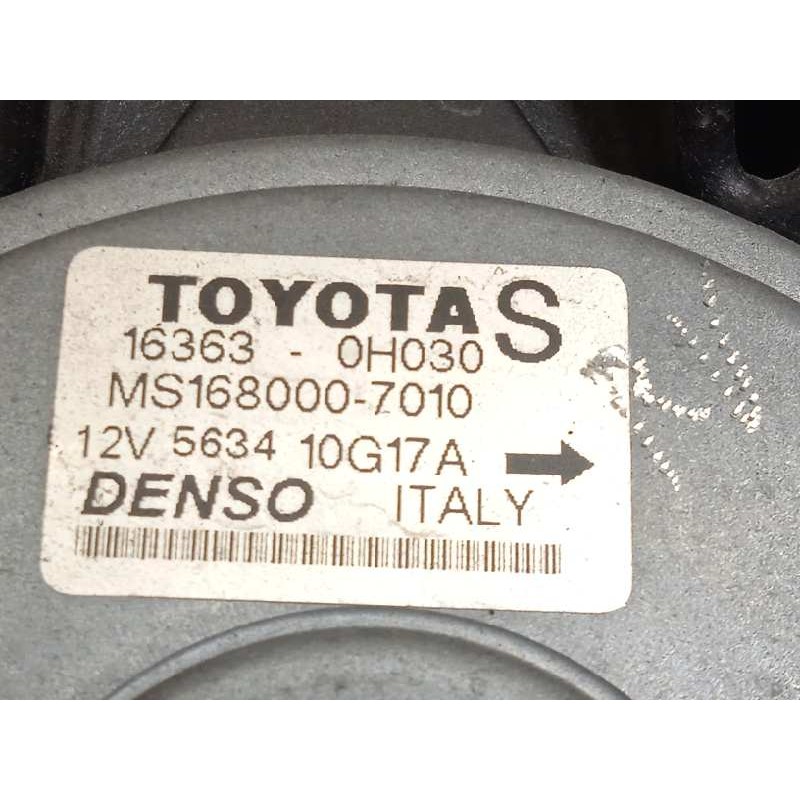 TOYOTA S
16363 - 0H030
MS168000-7010
12V 5634 10G17A
DENSO ITALY